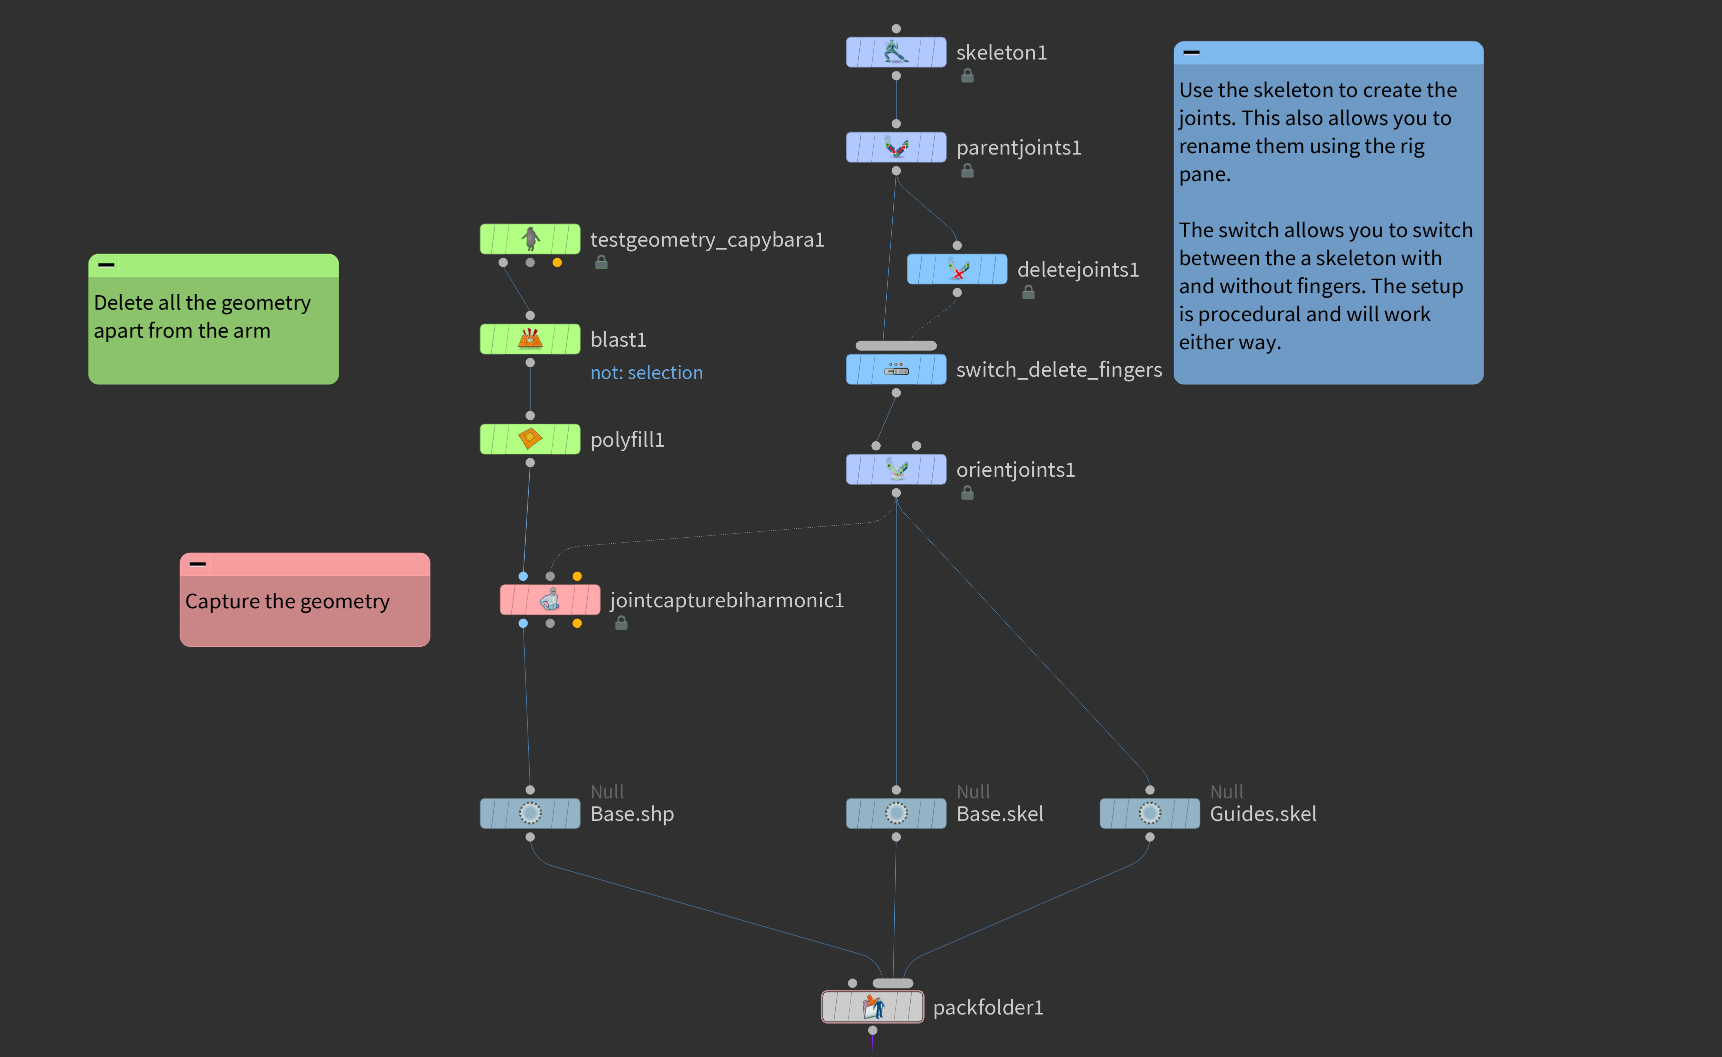 skeleton1
Use the skeleton to create the
joints. This also allows you to
rename them using the rig
pane.
The switch allows you to switch
between the a skeleton with
and without fingers. The setup
is procedural and will work
either way.
parentjoints1
testgeometry_capybara1
deletejoints1
Delete all the geometry
apart from the arm
blast1
not: selection
switch_delete_fingers
polyfill1
orientjoints1
Capture the geometry
jointcapturebiharmonic1
Null
Base.shp
Null
Base.skel
Null
Guides.skel
packfolder1